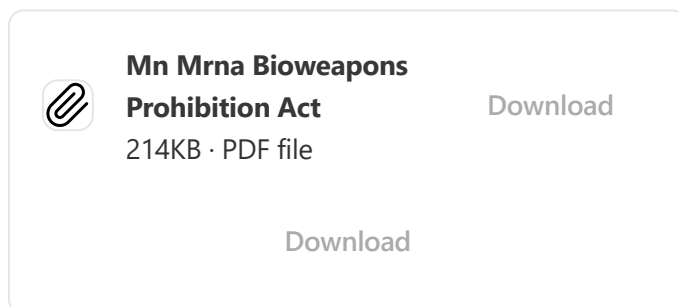 Mn Mrna Bioweapons
Prohibition Act
Download
214KB · PDF file
Download